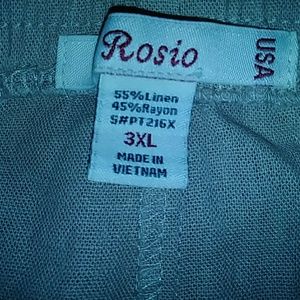 Rosio
USA
55%Linen
45%Rayon
S#PT216X
3XL
MADE IN
VIETNAM